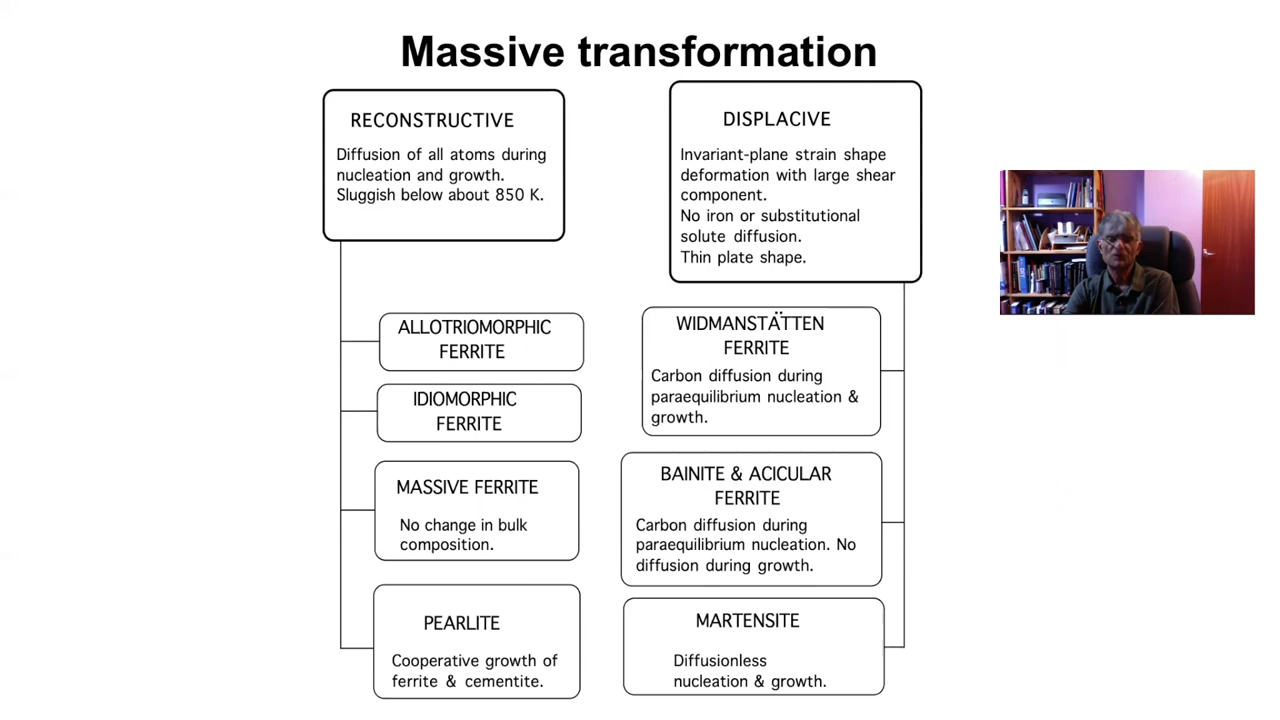 Massive transformation
RECONSTRUCTIVE
Diffusion of all atoms during
nucleation and growth.
Sluggish below about 850 K.
ALLOTRIOMORPHIC
FERRITE
IDIOMORPHIC
FERRITE
MASSIVE FERRITE
No change in bulk
composition.
PEARLITE
Cooperative growth of
ferrite & cementite.
DISPLACIVE
Invariant-plane strain shape
deformation with large shear
component.
No iron or substitutional
solute diffusion.
Thin plate shape.
WIDMANSTÄTTEN
FERRITE
Carbon diffusion during
paraequilibrium nucleation &
growth.
BAINITE & ACICULAR
FERRITE
Carbon diffusion during
paraequilibrium nucleation. No
diffusion during growth.
MARTENSITE
Diffusionless
nucleation & growth.